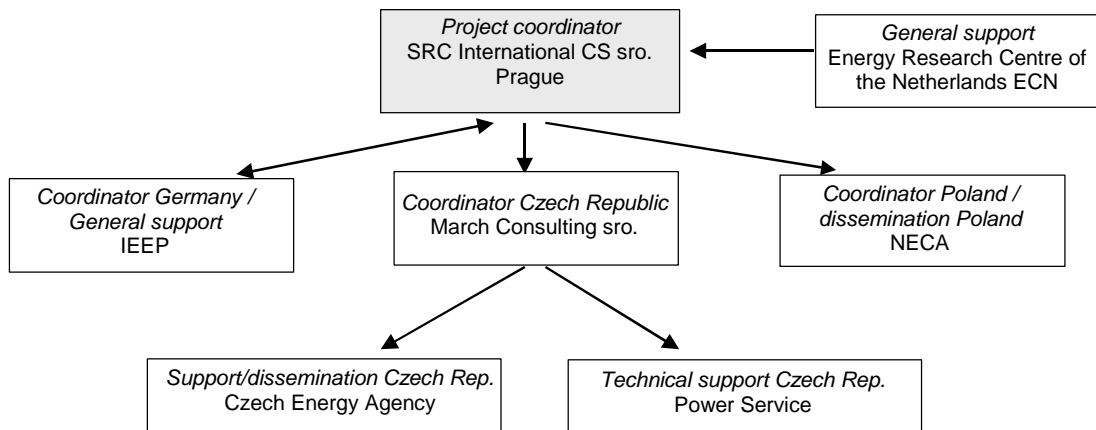 Project coordinator
SRC International CS sro.
Prague
General support
Energy Research Centre of
the Netherlands ECN
Coordinator Germany /
General support
IEEP
Coordinator Czech Republic
March Consulting sro.
Coordinator Poland /
dissemination Poland
NECA
Support/dissemination Czech Rep.
Czech Energy Agency
Technical support Czech Rep.
Power Service